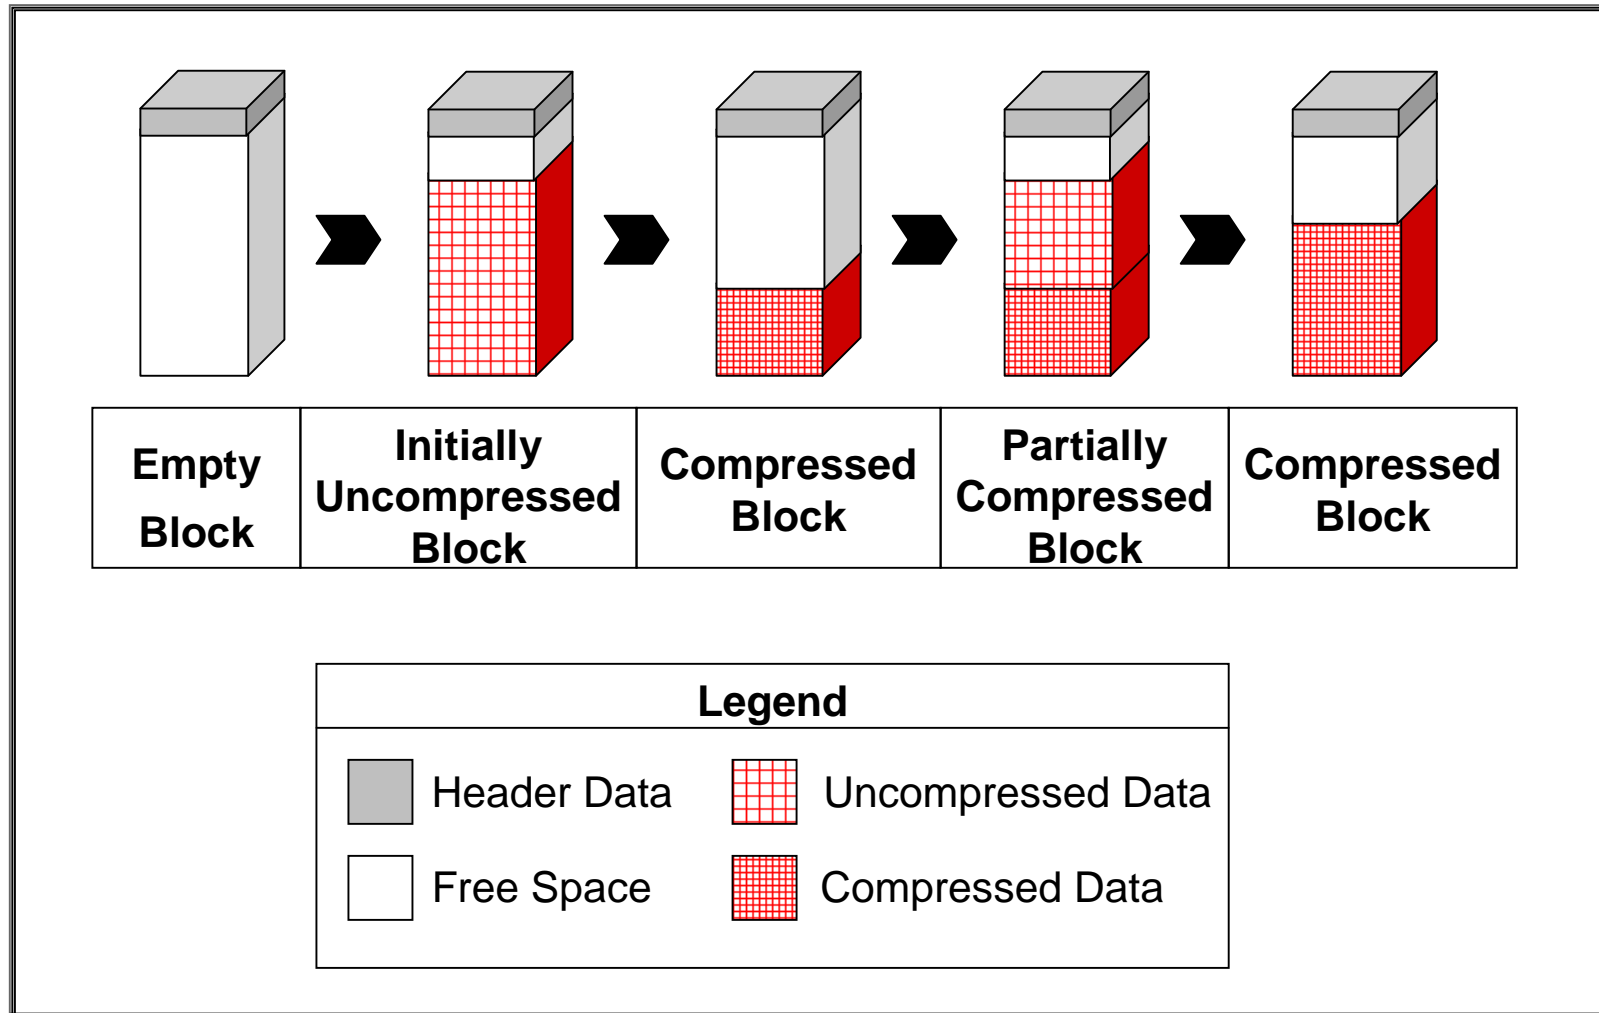 Empty
Block
Initially
Uncompressed
Block
Compressed
Block
Partially
Compressed
Block
Compressed
Block
Legend
Header Data
Uncompressed Data
Free Space
Compressed Data